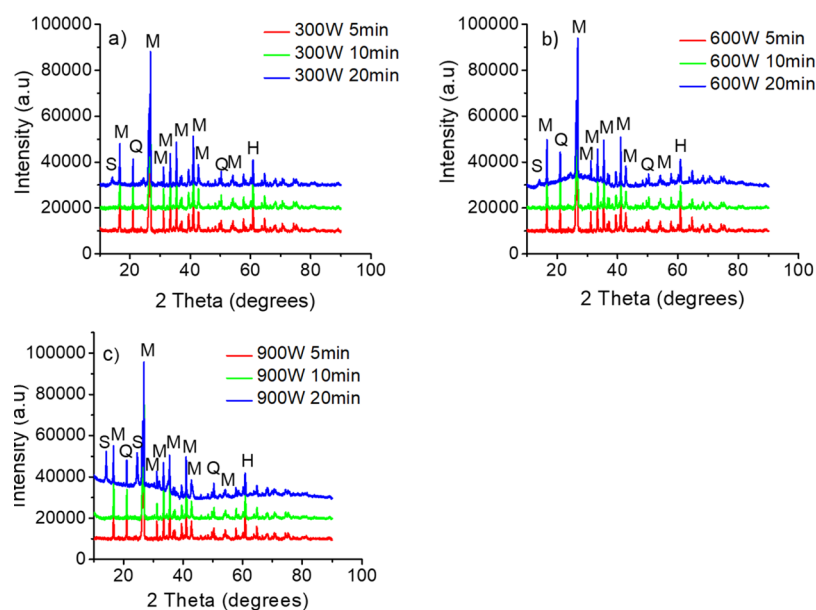 a)
300W 5min
300W 10min
300W 20min
Intensity (a.u)
100000
80000
60000
40000
20000
0
S
M
Q
M
M
M
M
M
M
Q
M
H
20
40
60
80
100
2 Theta (degrees)
b)
600W 5min
600W 10min
600W 20min
Intensity (a.u)
100000
80000
60000
40000
20000
0
S
M
Q
M
M
M
M
M
M
Q
M
H
20
40
60
80
100
2 Theta (degrees)
c)
900W 5min
900W 10min
900W 20min
Intensity (a.u)
100000
80000
60000
40000
20000
0
S
M
Q
S
M
M
M
M
M
M
Q
M
H
20
40
60
80
100
2 Theta (degrees)